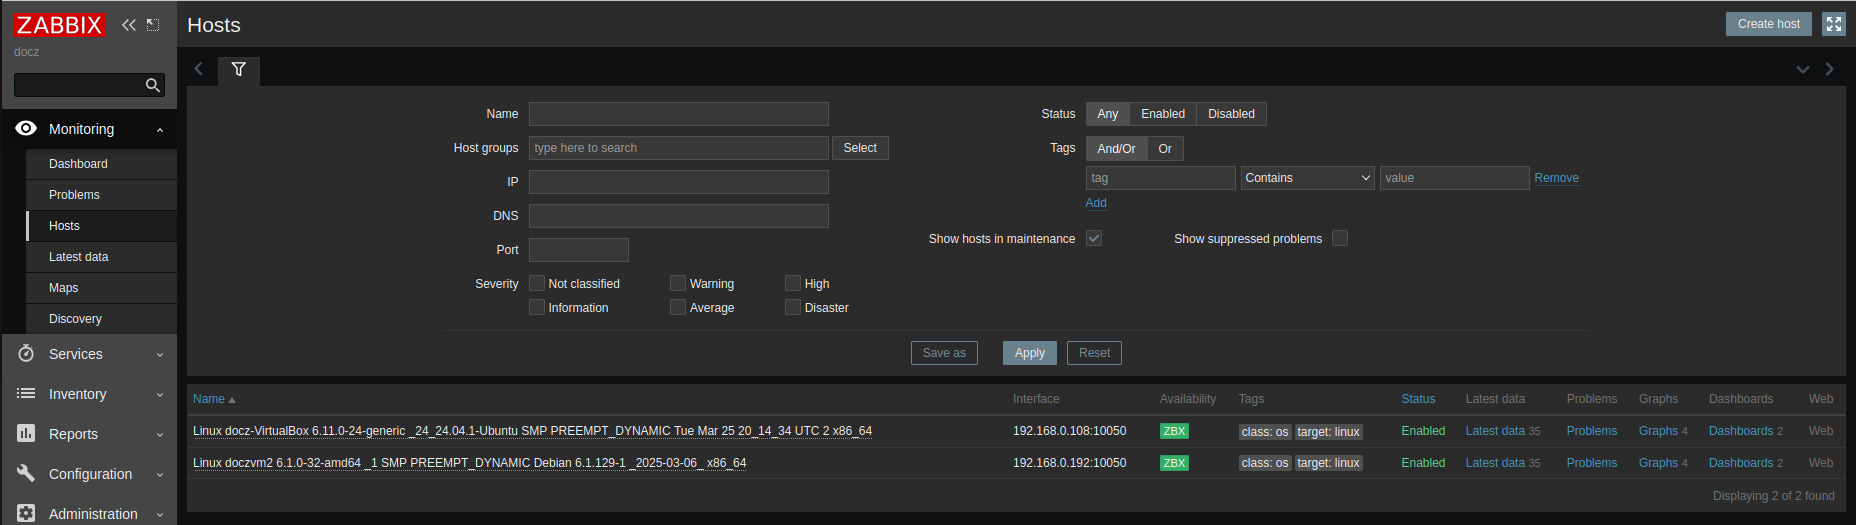 ZABBIX
docz
Monitoring
Dashboard
Problems
Hosts
Latest data
Maps
Discovery
Services
Inventory
Reports
Configuration
Administration
Hosts
Create host
Name
Host groups type here to search Select
IP
DNS
Port
Severity Not classified Warning High
Information Average Disaster
Status Any Enabled Disabled
Tags And/Or Or
tag Contains value Remove
Add
Show hosts in maintenance Show suppressed problems
Save as Apply Reset
Name Interface Availability Tags Status Latest data Problems Graphs Dashboards Web
Linux docz-VirtualBox 6.11.0-24-generic _24_24.04.1-Ubuntu SMP PREEMPT_DYNAMIC Tue Mar 25 20_14_34 UTC 2 x86_64 192.168.0.108:10050 ZBX class: os target: linux Enabled Latest data 35 Problems Graphs 4 Dashboards 2 Web
Linux doczvm2 6.1.0-32-amd64 _1 SMP PREEMPT_DYNAMIC Debian 6.1.129-1 _2025-03-06_ x86_64 192.168.0.192:10050 ZBX class: os target: linux Enabled Latest data 35 Problems Graphs 4 Dashboards 2 Web
Displaying 2 of 2 found